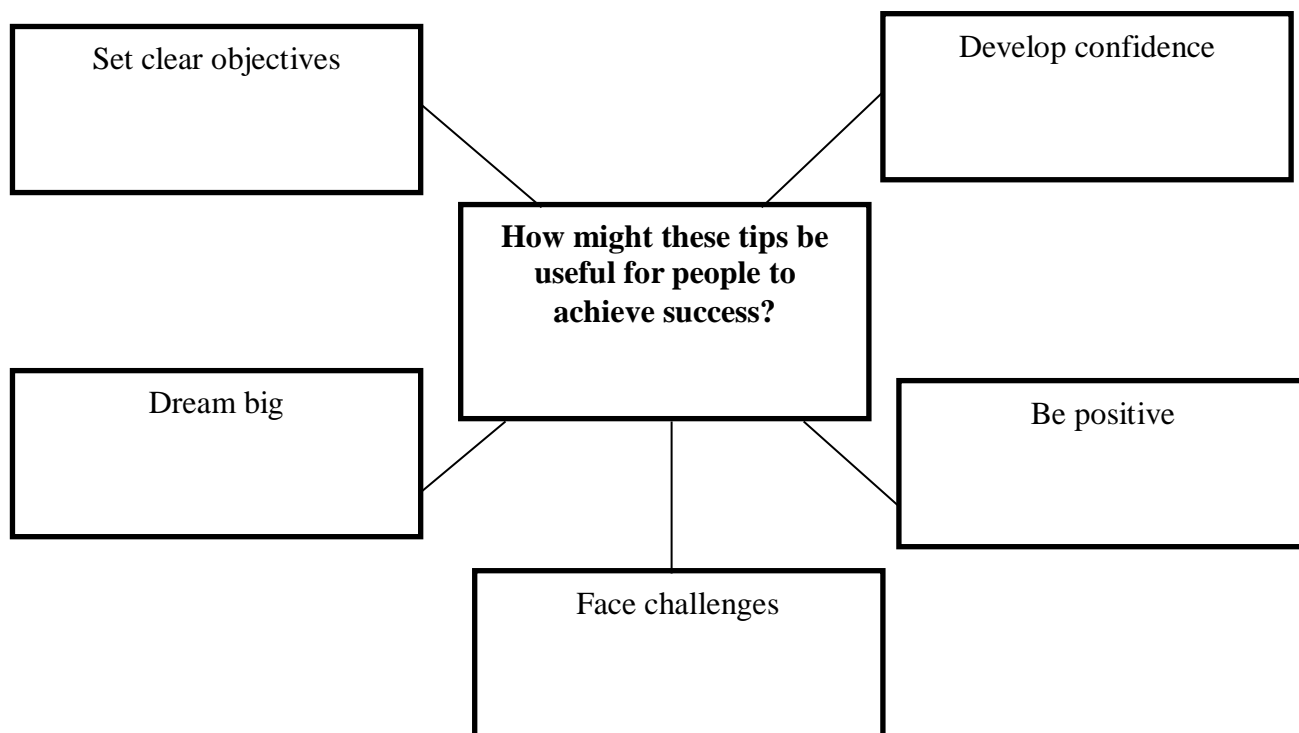 Set clear objectives
Develop confidence
How might these tips be
useful for people to
achieve success?
Dream big
Be positive
Face challenges